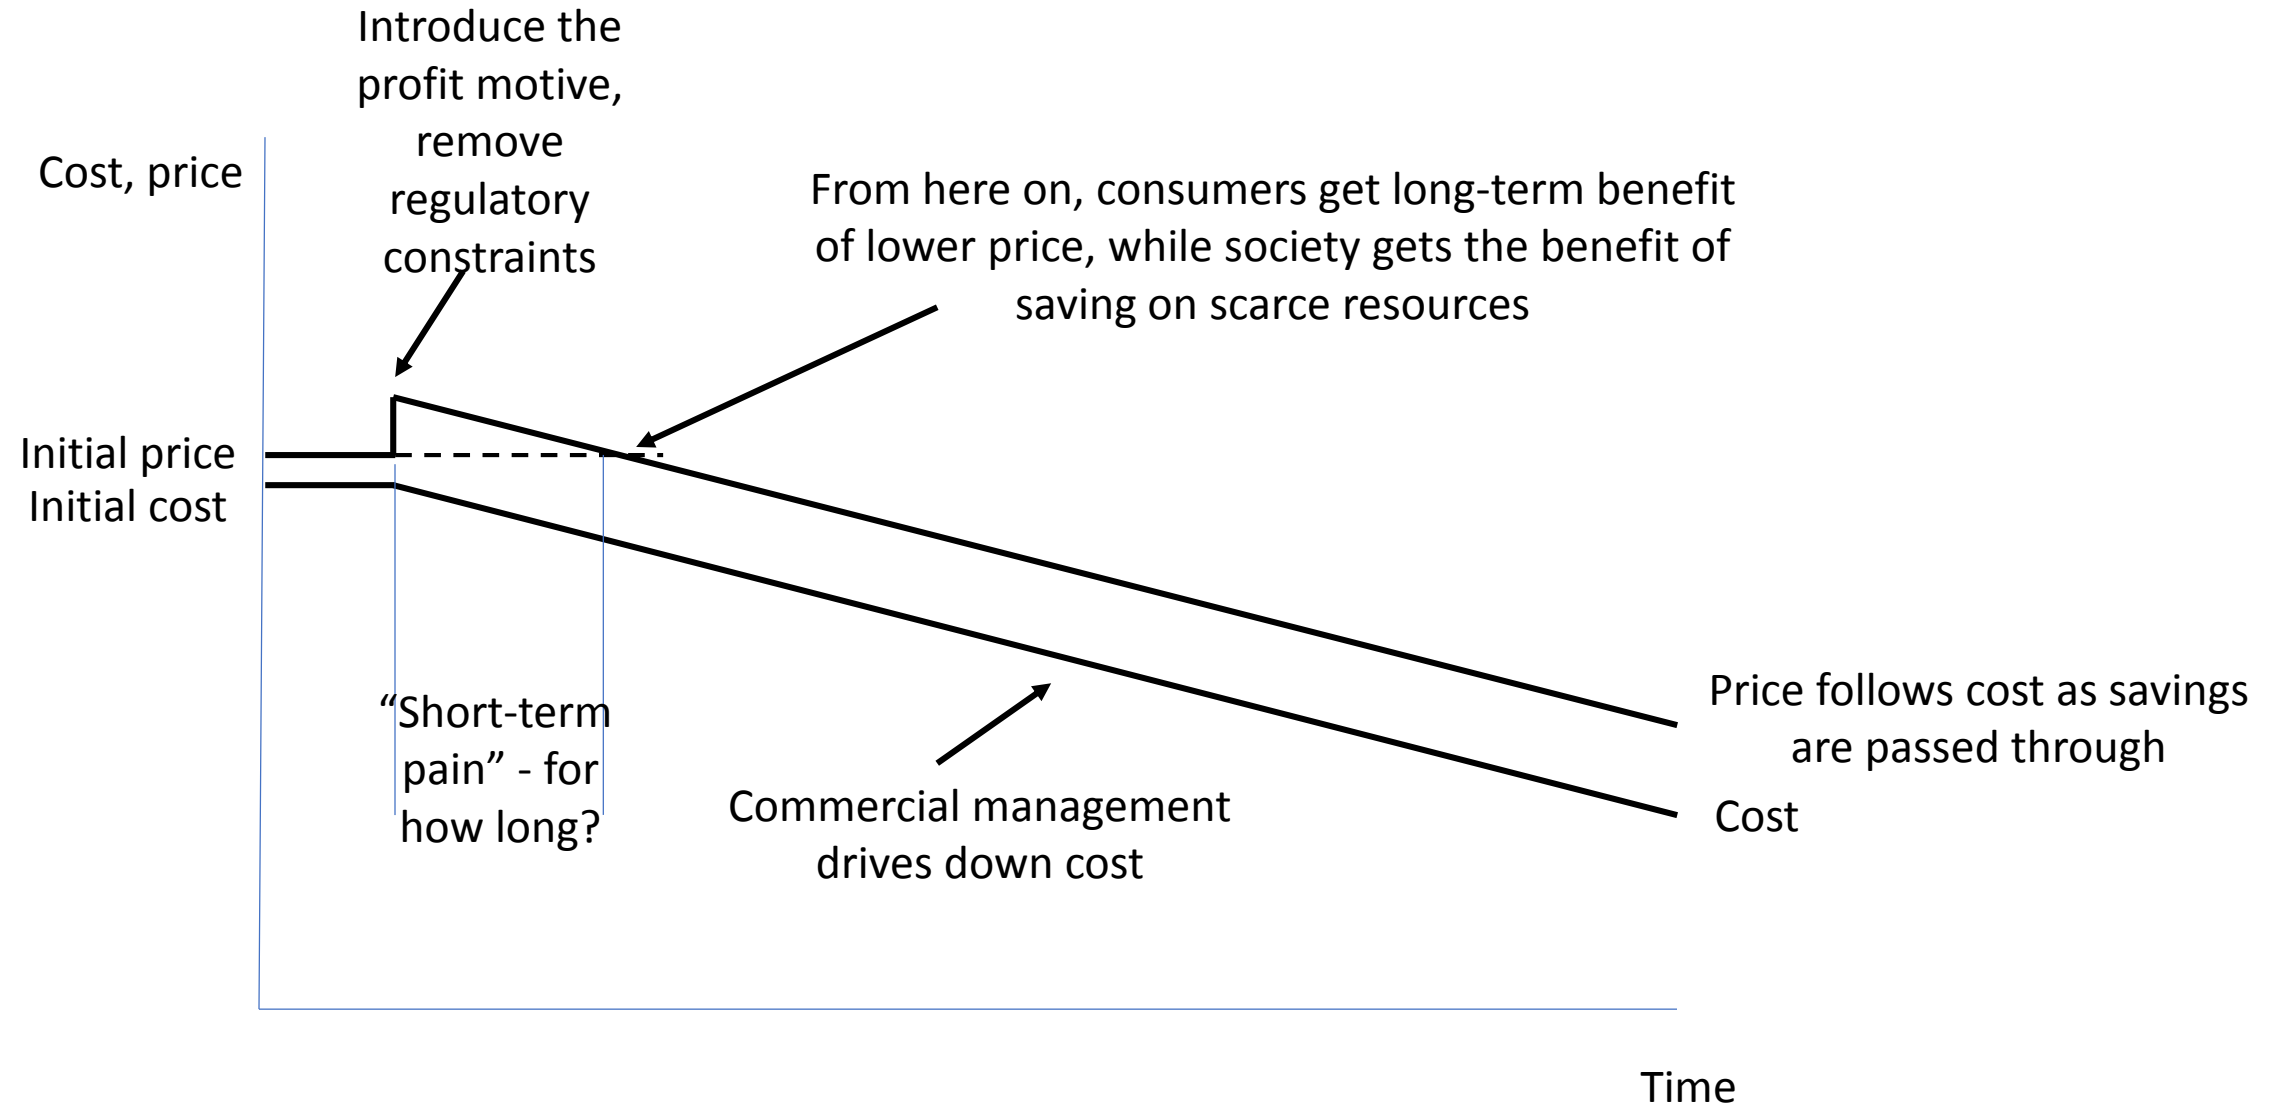 Introduce the
profit motive,
remove
regulatory
constraints
Cost, price
From here on, consumers get long-term benefit
of lower price, while society gets the benefit of
saving on scarce resources
Initial price
Initial cost
“Short-term
pain” - for
how long?
Commercial management
drives down cost
Price follows cost as savings
are passed through
Cost
Time